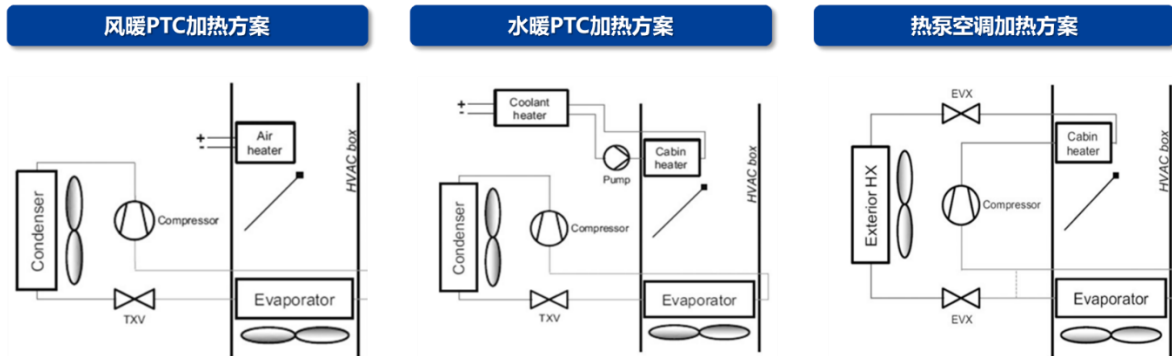 风暖PTC加热方案
水暖PTC加热方案
热泵空调加热方案
+
-
Air
heater
HVAC box
Condenser
Compressor
TXV
Evaporator
+
-
Coolant
heater
Pump
Cabin
heater
HVAC box
Condenser
Compressor
TXV
Evaporator
EVX
Cabin
heater
HVAC box
Exterior HX
Compressor
EVX
Evaporator